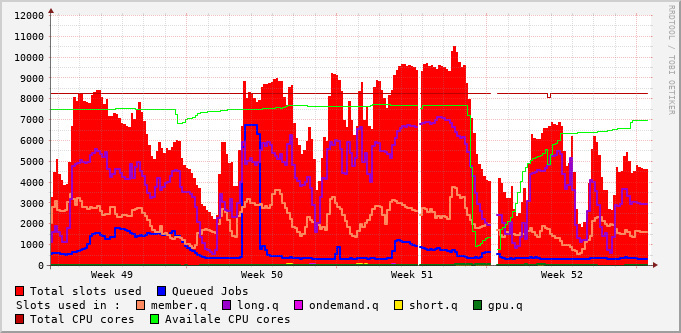 12000
11000
10000
9000
8000
7000
6000
5000
4000
3000
2000
1000
0
Week 49 Week 50 Week 51 Week 52
RRDTOOL / TOBI OETIKER
Total slots used Queued Jobs
Slots used in : member.q long.q ondemand.q short.q gpu.q
Total CPU cores Availale CPU cores